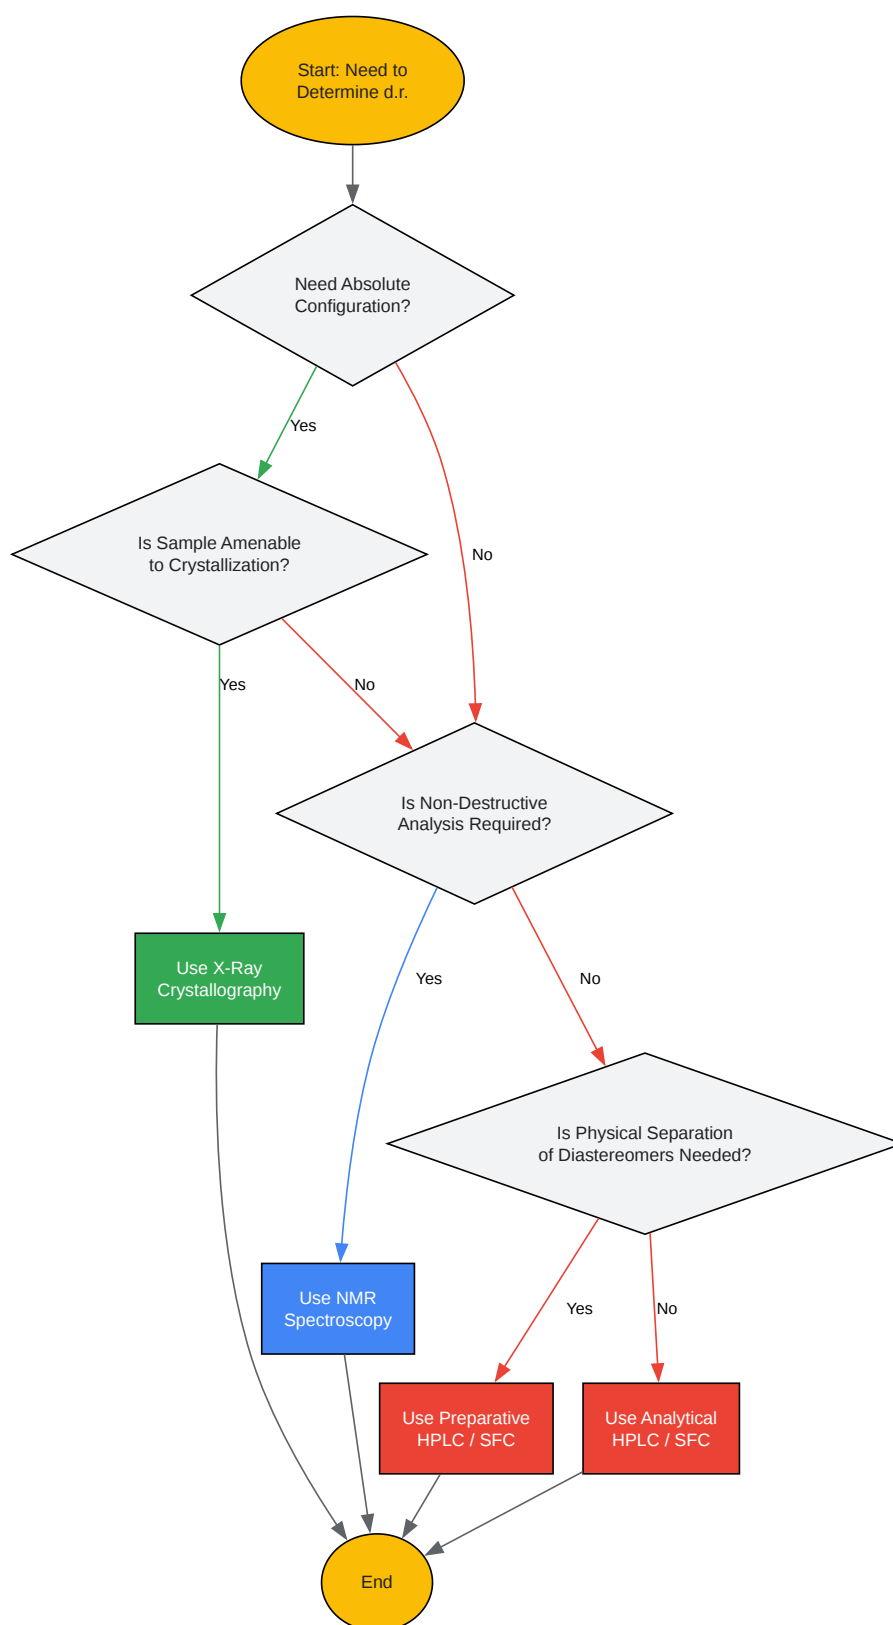 Start: Need to
Determine d.r.
Need Absolute
Configuration?
Yes
No
Is Sample Amenable
to Crystallization?
Yes
No
Is Non-Destructive
Analysis Required?
Use X-Ray
Crystallography
Yes
No
Is Physical Separation
of Diastereomers Needed?
Use NMR
Spectroscopy
Yes
No
Use Preparative
HPLC / SFC
Use Analytical
HPLC / SFC
End